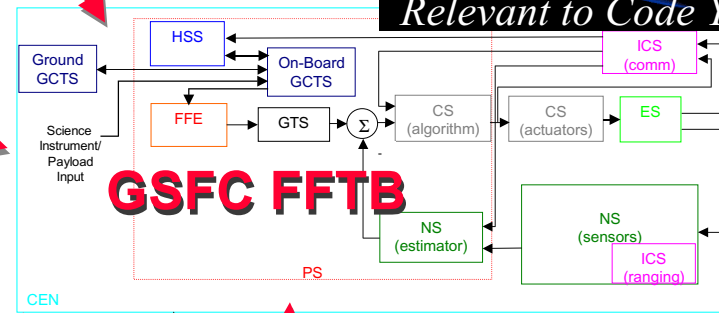 Relevant to Code Y
HSS
ICS
(comm)
Ground
GCTS
On-Board
GCTS
FFE
GTS
Σ
CS
(algorithm)
CS
(actuators)
ES
Science
Instrument/
Payload
Input
-
GSFC FFTB
NS
(estimator)
NS
(sensors)
ICS
(ranging)
PS
CEN